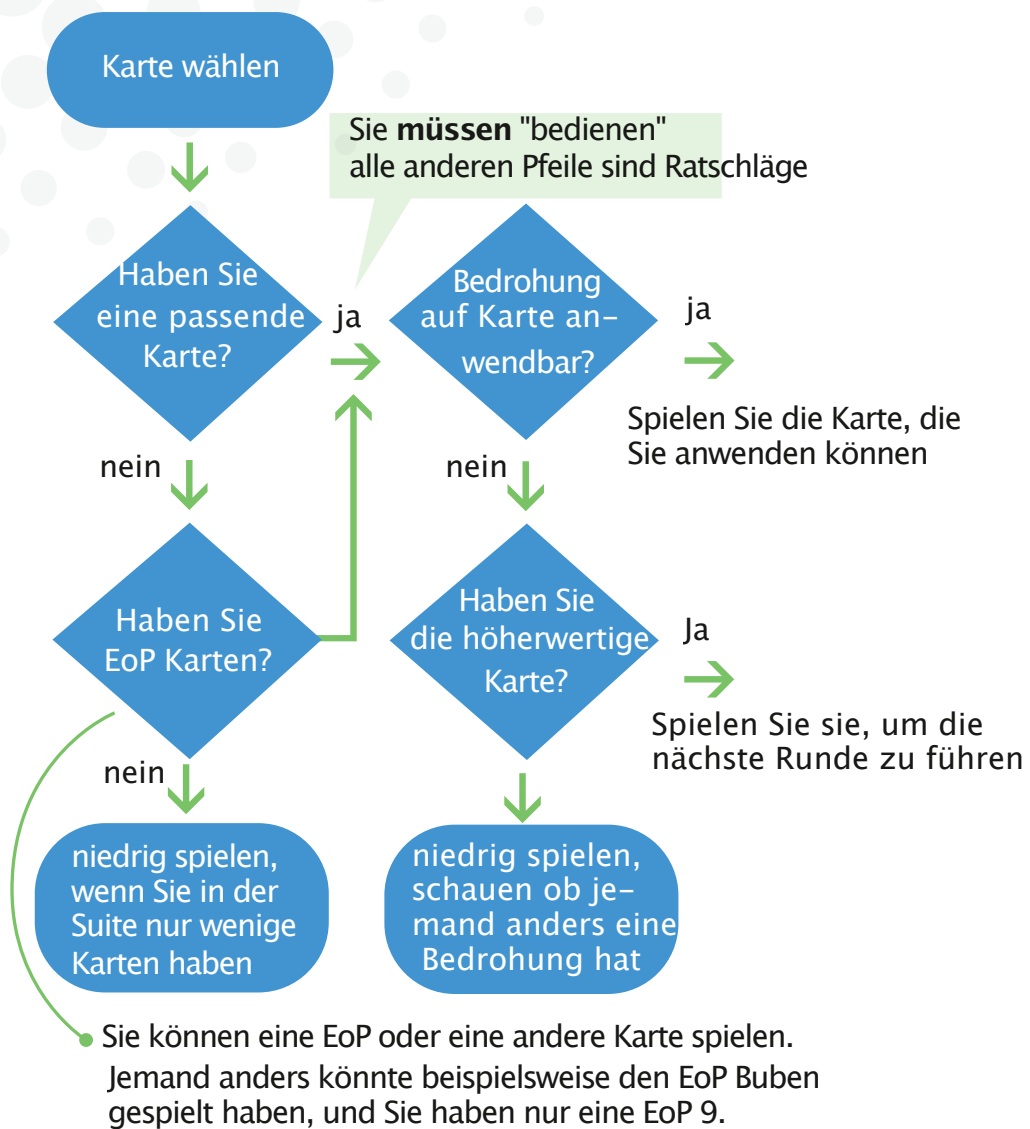 Karte wählen
Sie müssen "bedienen"
alle anderen Pfeile sind Ratschläge
Haben Sie
eine passende
Karte?
ja
Bedrohung
auf Karte an-
wendbar?
ja
Spielen Sie die Karte, die
Sie anwenden können
nein
nein
Haben Sie
EoP Karten?
Haben Sie
die höherwertige
Karte?
Ja
Spielen Sie sie, um die
nächste Runde zu führen
nein
niedrig spielen,
wenn Sie in der
Suite nur wenige
Karten haben
niedrig spielen,
schauen ob je-
mand anders eine
Bedrohung hat
Sie können eine EoP oder eine andere Karte spielen.
Jemand anders könnte beispielsweise den EoP Buben
gespielt haben, und Sie haben nur eine EoP 9.